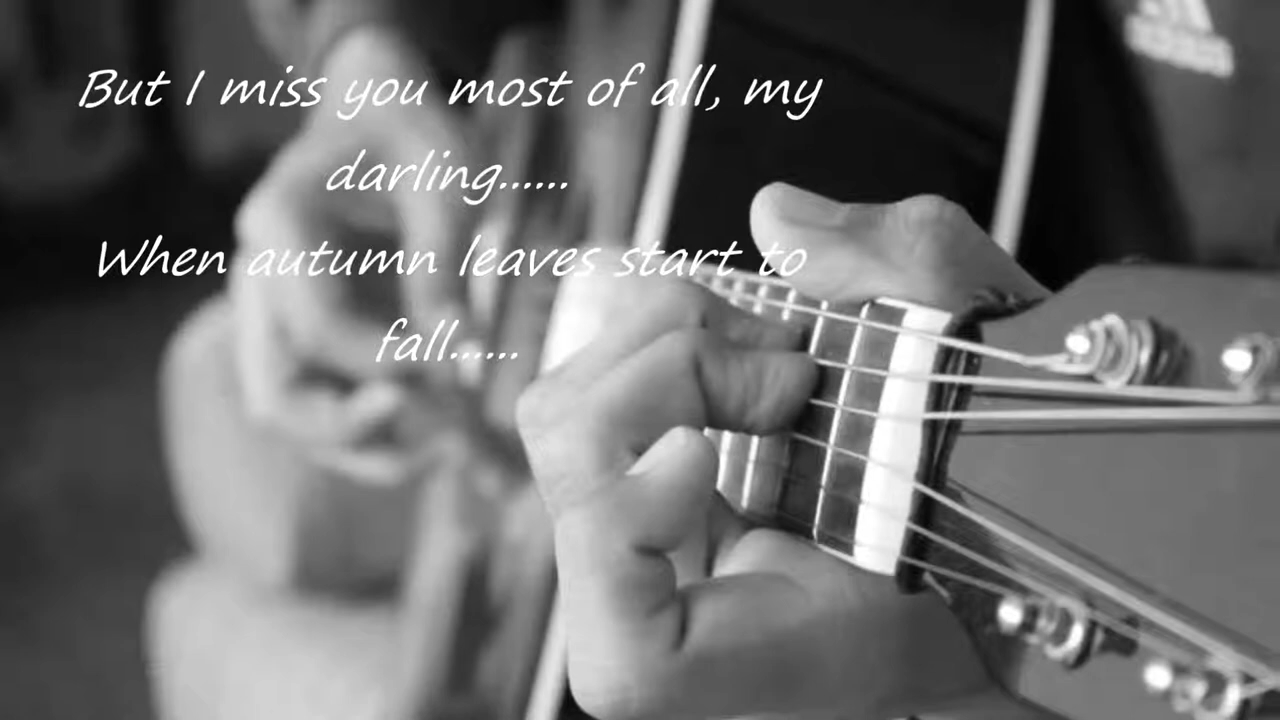 But I miss you most of all, my
darling......
When autumn leaves start to
fall......